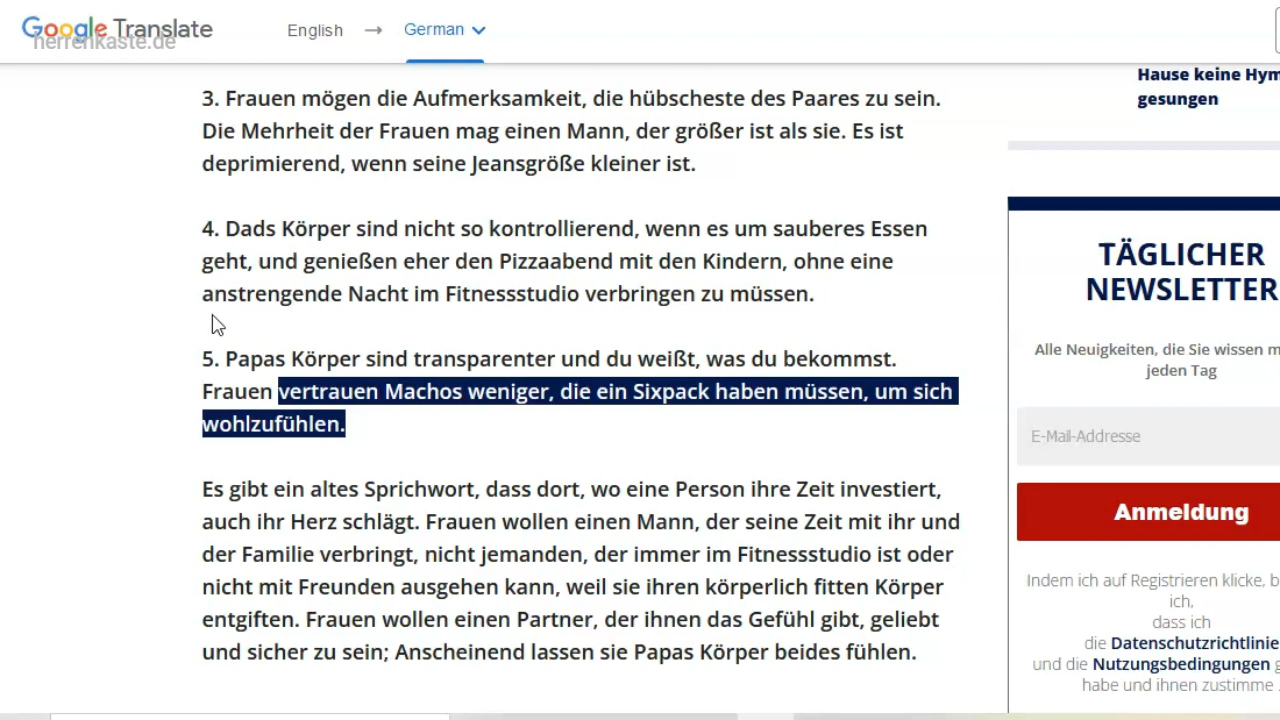 Google Translate
herrenkaste.de
English → German
3. Frauen mögen die Aufmerksamkeit, die hübscheste des Paares zu sein.
Die Mehrheit der Frauen mag einen Mann, der größer ist als sie. Es ist
deprimierend, wenn seine Jeansgröße kleiner ist.
4. Dads Körper sind nicht so kontrollierend, wenn es um sauberes Essen
geht, und genießen eher den Pizzaabend mit den Kindern, ohne eine
anstrengende Nacht im Fitnessstudio verbringen zu müssen.
5. Papas Körper sind transparenter und du weißt, was du bekommst.
Frauen vertrauen Machos weniger, die ein Sixpack haben müssen, um sich
wohlzufühlen.
Es gibt ein altes Sprichwort, dass dort, wo eine Person ihre Zeit investiert,
auch ihr Herz schlägt. Frauen wollen einen Mann, der seine Zeit mit ihr und
der Familie verbringt, nicht jemanden, der immer im Fitnessstudio ist oder
nicht mit Freunden ausgehen kann, weil sie ihren körperlich fitten Körper
entgiften. Frauen wollen einen Partner, der ihnen das Gefühl gibt, geliebt
und sicher zu sein; Anscheinend lassen sie Papas Körper beides fühlen.
Hause keine Hym
gesungen
TÄGLICHER
NEWSLETTER
Alle Neuigkeiten, die Sie wissen m
jeden Tag
E-Mail-Addresse
Anmeldung
Indem ich auf Registrieren klicke, b
ich,
dass ich
die Datenschutzrichtlinie
und die Nutzungsbedingungen g
habe und ihnen zustimme .